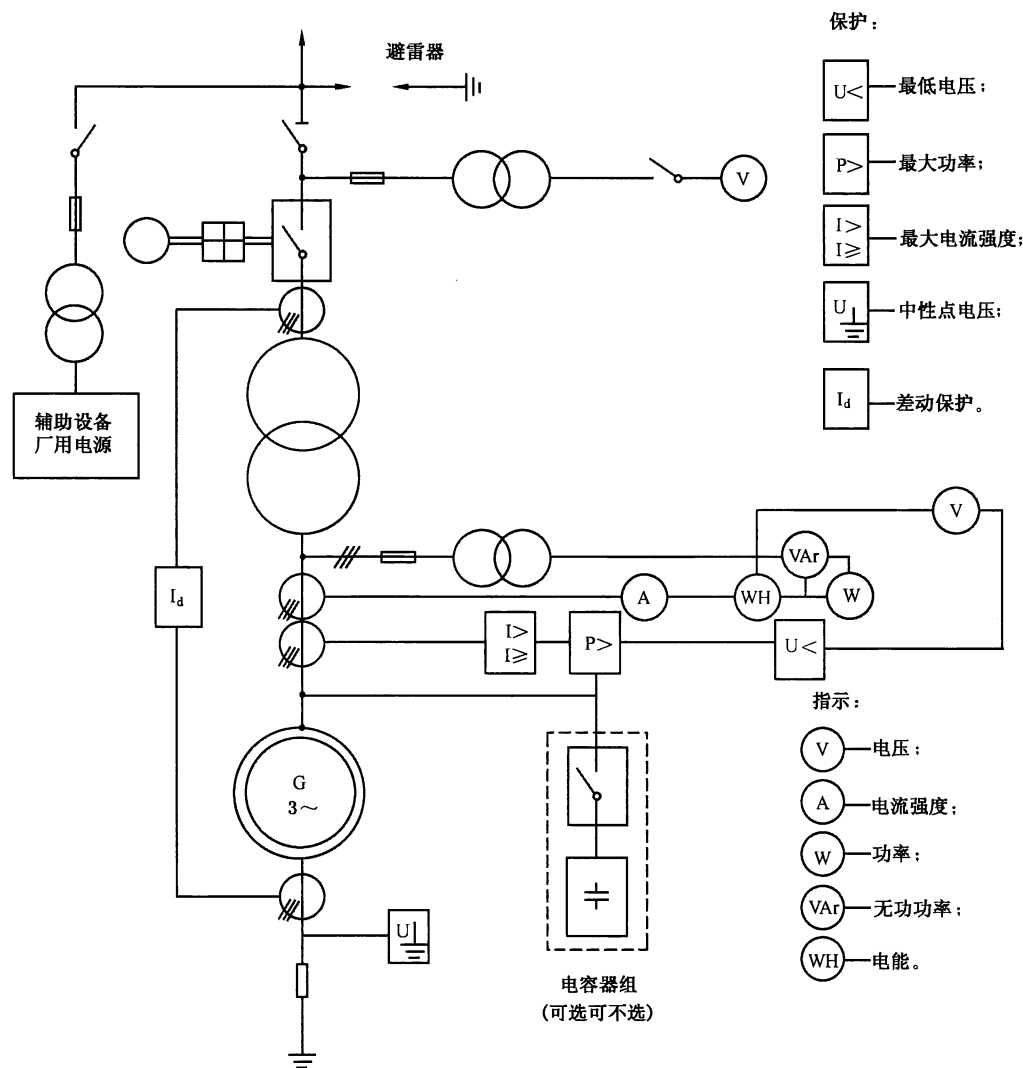 保护：
避雷器
U< 最低电压；
P> 最大功率；
V
I>
I≥ 最大电流强度；
U 中性点电压；
Id 差动保护。
辅助设备
厂用电源
V
VAr
Id
A
WH
W
I>
I≥
P>
U<
指示：
V 电压；
G
3～
A 电流强度；
W 功率；
VAr 无功功率；
U
WH 电能。
电容器组
(可选可不选)